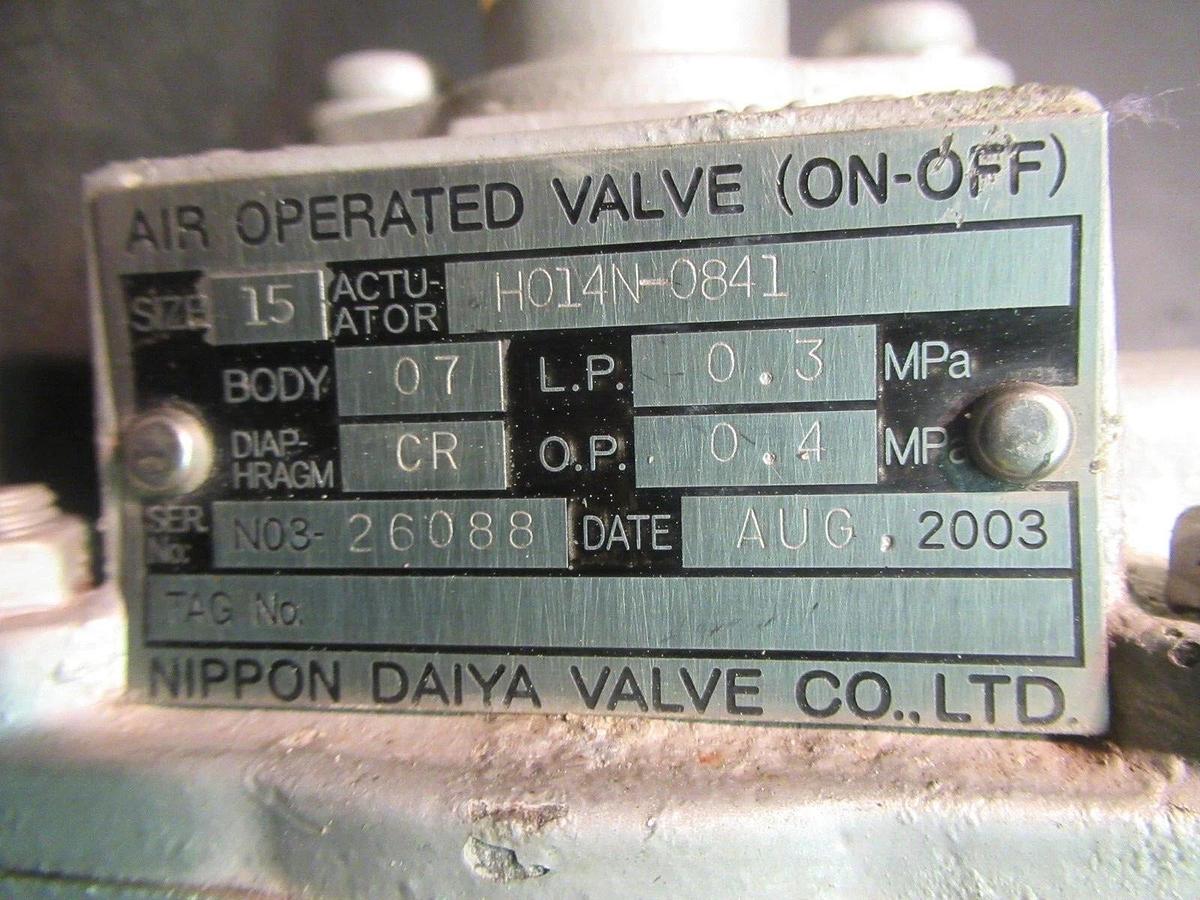 AIR OPERATED VALVE (ON-OFF)
SIZE 15 ACTU-ATOR H014N-0841
BODY 07 L.P. 0.3 MPa
DIAP-HRAGM CR O.P. 0.4 MPa
SER. No. N03-26088 DATE AUG. 2003
TAG No.
NIPPON DAIYA VALVE CO., LTD.